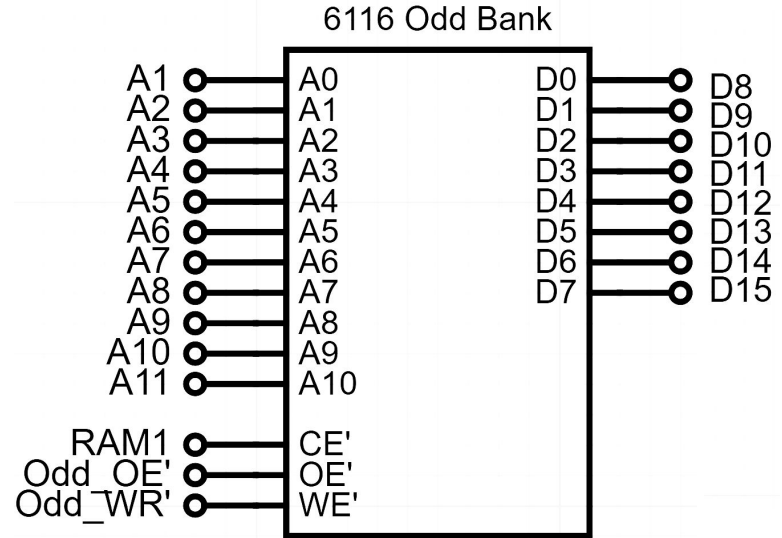 6116 Odd Bank
A1 A0 D0 D8
A2 A1 D1 D9
A3 A2 D2 D10
A4 A3 D3 D11
A5 A4 D4 D12
A6 A5 D5 D13
A7 A6 D6 D14
A8 A7 D7 D15
A9 A8
A10 A9
A11 A10
RAM1 CE'
Odd_OE' OE'
Odd_WR' WE'